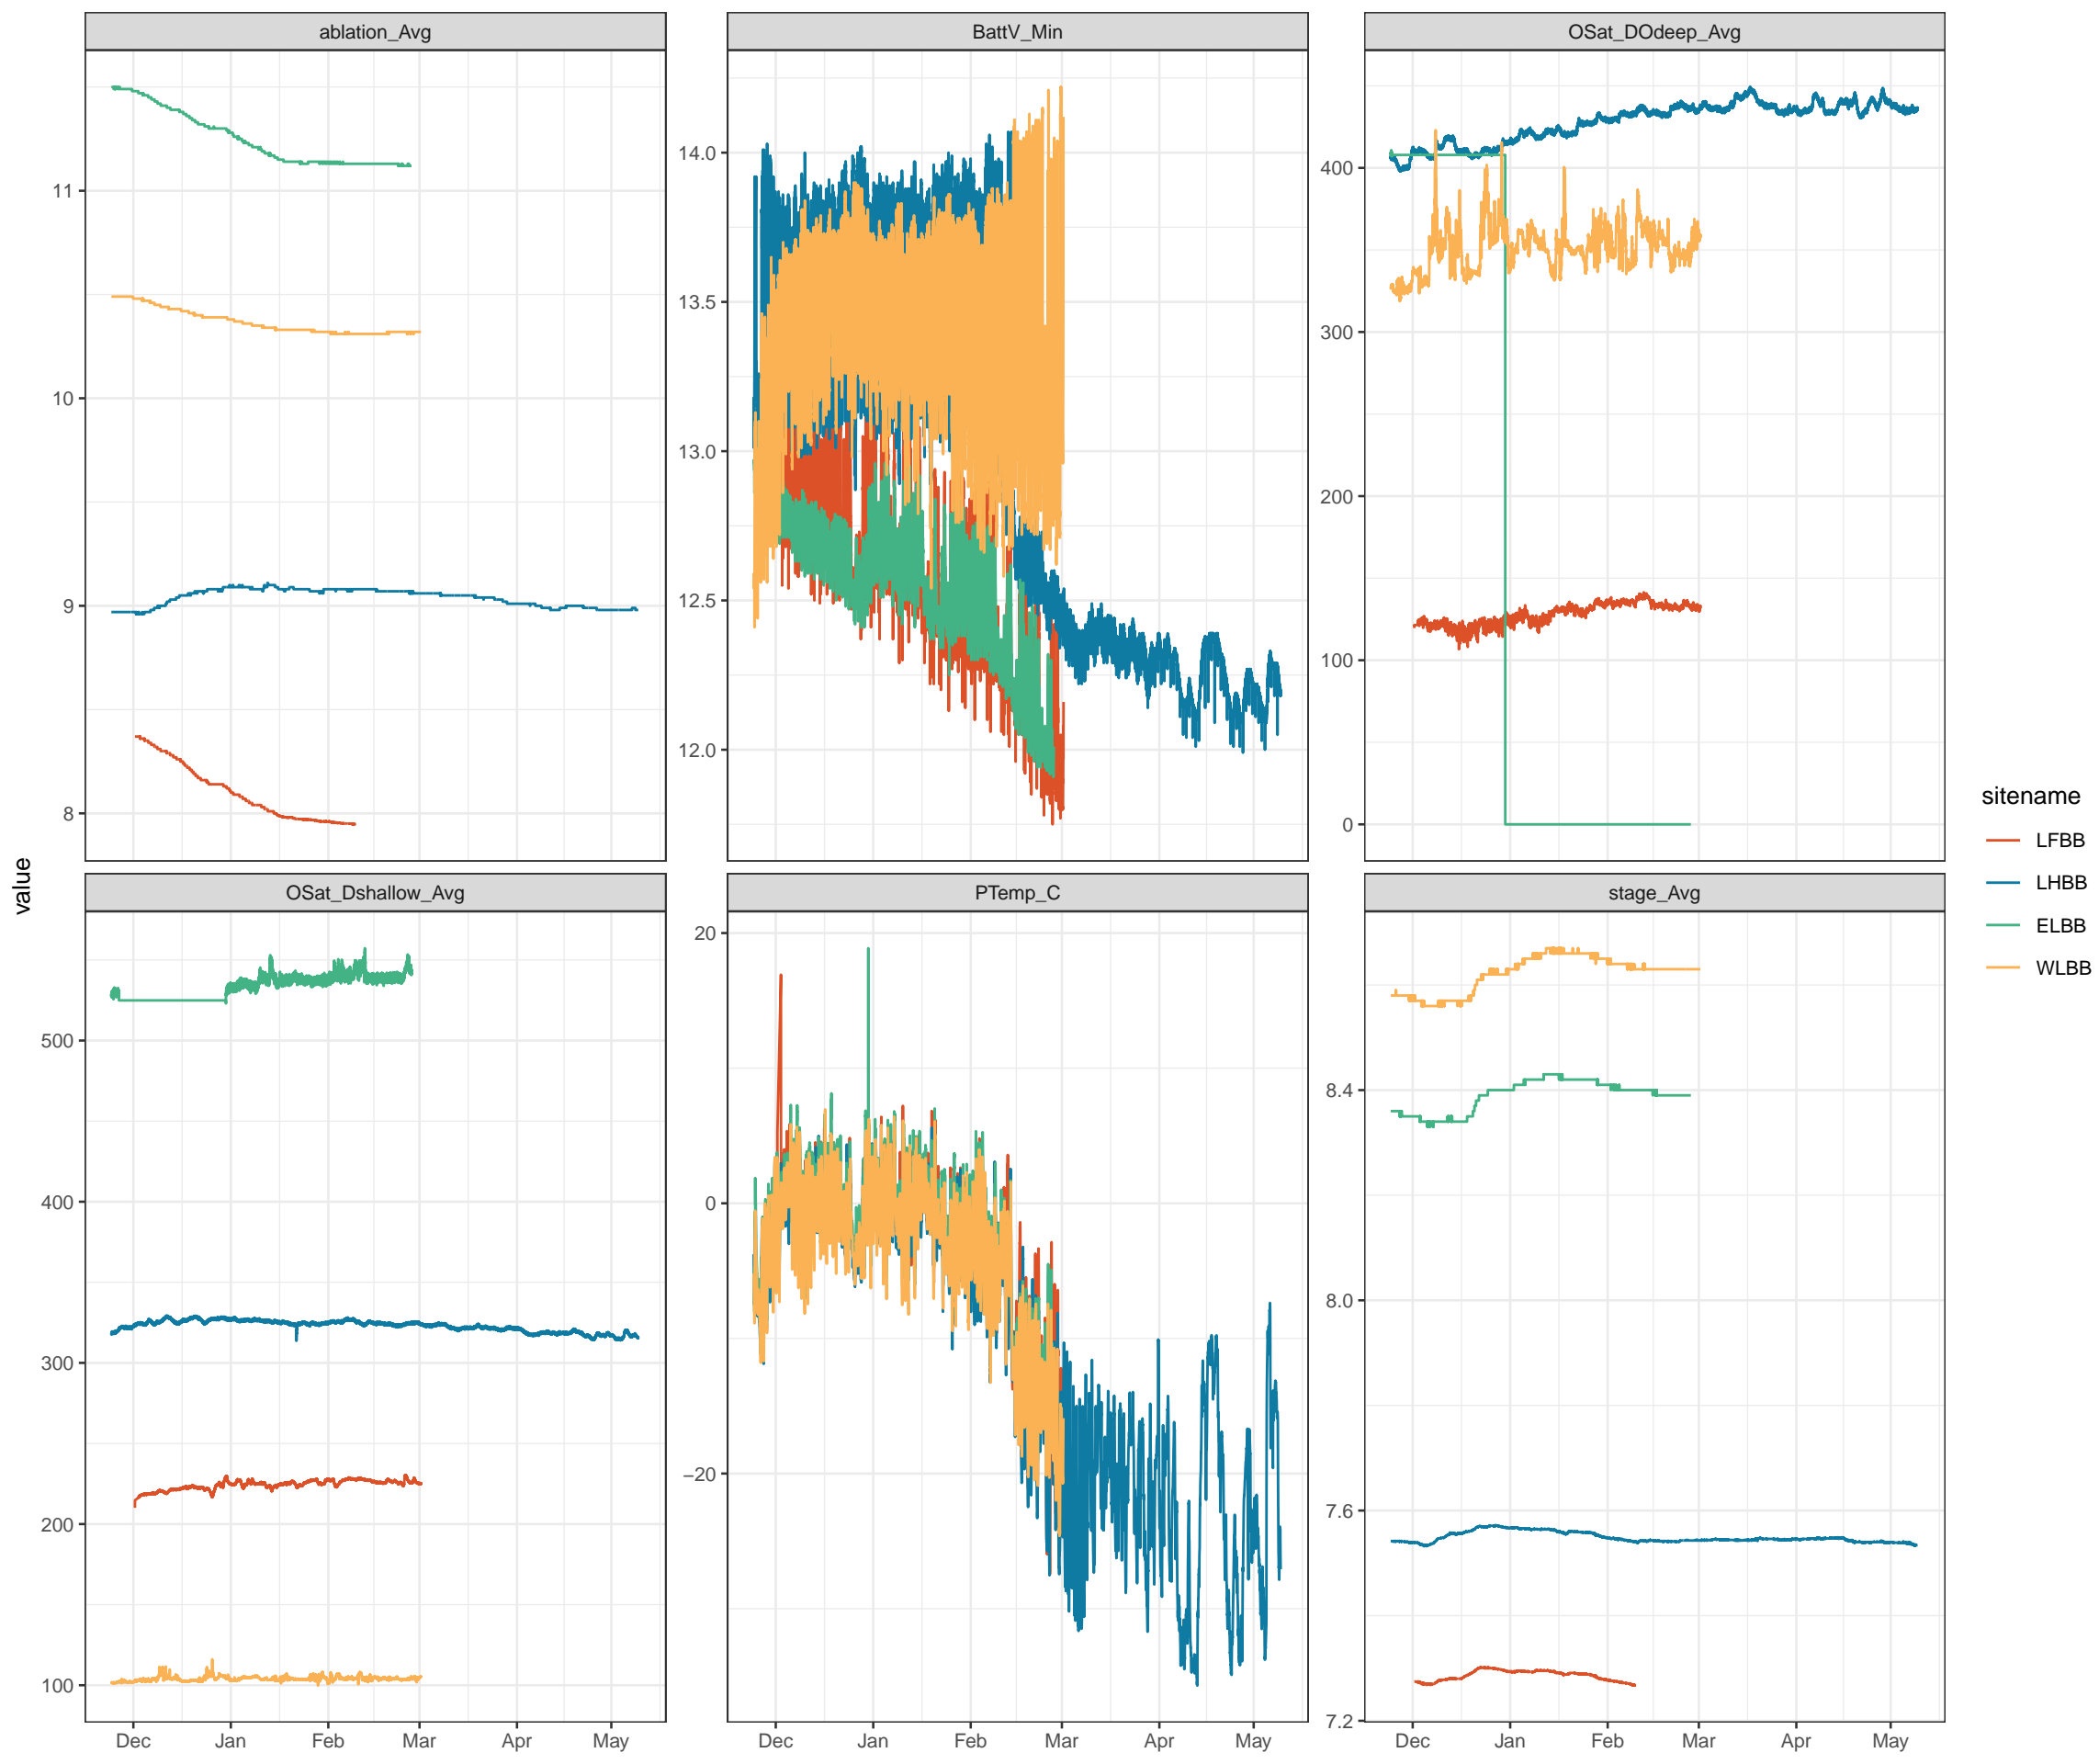 ablation_Avg
BattV_Min
OSat_DOdeep_Avg
11
10
9
8
14.0
13.5
13.0
12.5
12.0
400
300
200
100
0
value
OSat_Dshallow_Avg
PTemp_C
stage_Avg
500
400
300
200
100
20
0
−20
8.4
8.0
7.6
7.2
Dec Jan Feb Mar Apr May
Dec Jan Feb Mar Apr May
Dec Jan Feb Mar Apr May
sitename
LFBB
LHBB
ELBB
WLBB